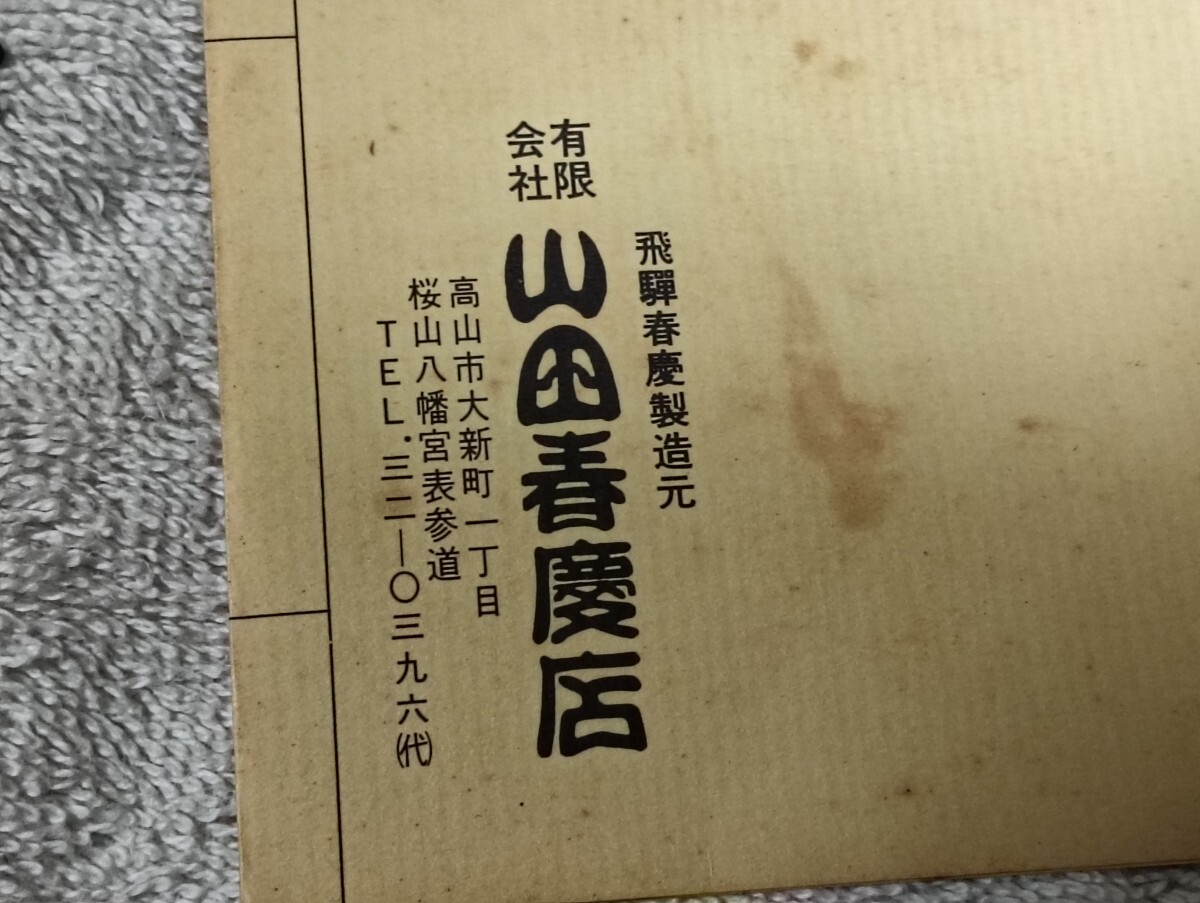 飛驒春慶製造元
有限
会社
山田春慶店
高山市大新町一丁目
桜山八幡宮表参道
TEL.三二―〇三九六(代)